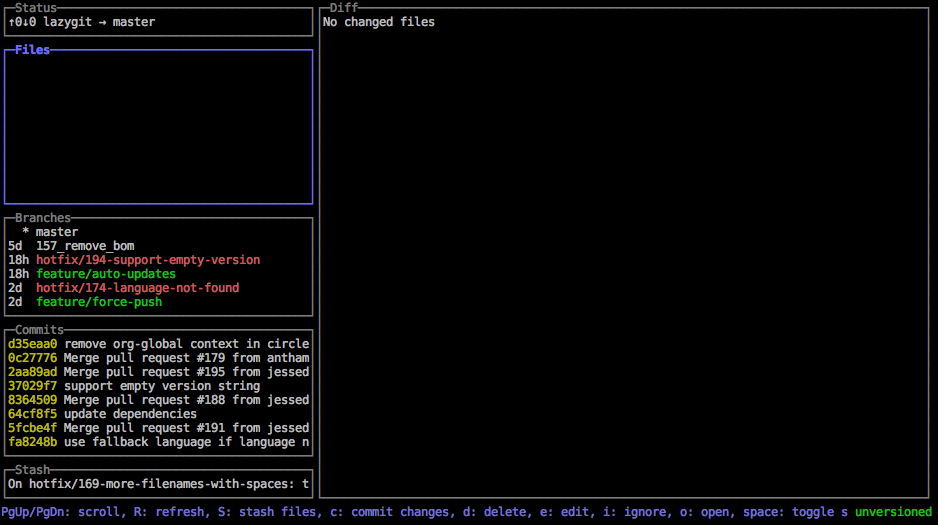 Status
↑0↓0 lazygit → master
Files
Branches
* master
5d 157_remove_bom
18h hotfix/194-support-empty-version
18h feature/auto-updates
2d hotfix/174-language-not-found
2d feature/force-push
Commits
d35eaa0 remove org-global context in circle
0c27776 Merge pull request #179 from antham
2aa89ad Merge pull request #195 from jessed
37029f7 support empty version string
8364509 Merge pull request #188 from jessed
64cf8f5 update dependencies
5fcbe4f Merge pull request #191 from jessed
fa8248b use fallback language if language n
Stash
On hotfix/169-more-filenames-with-spaces: t
Diff
No changed files
PgUp/PgDn: scroll, R: refresh, S: stash files, c: commit changes, d: delete, e: edit, i: ignore, o: open, space: toggle s unversioned